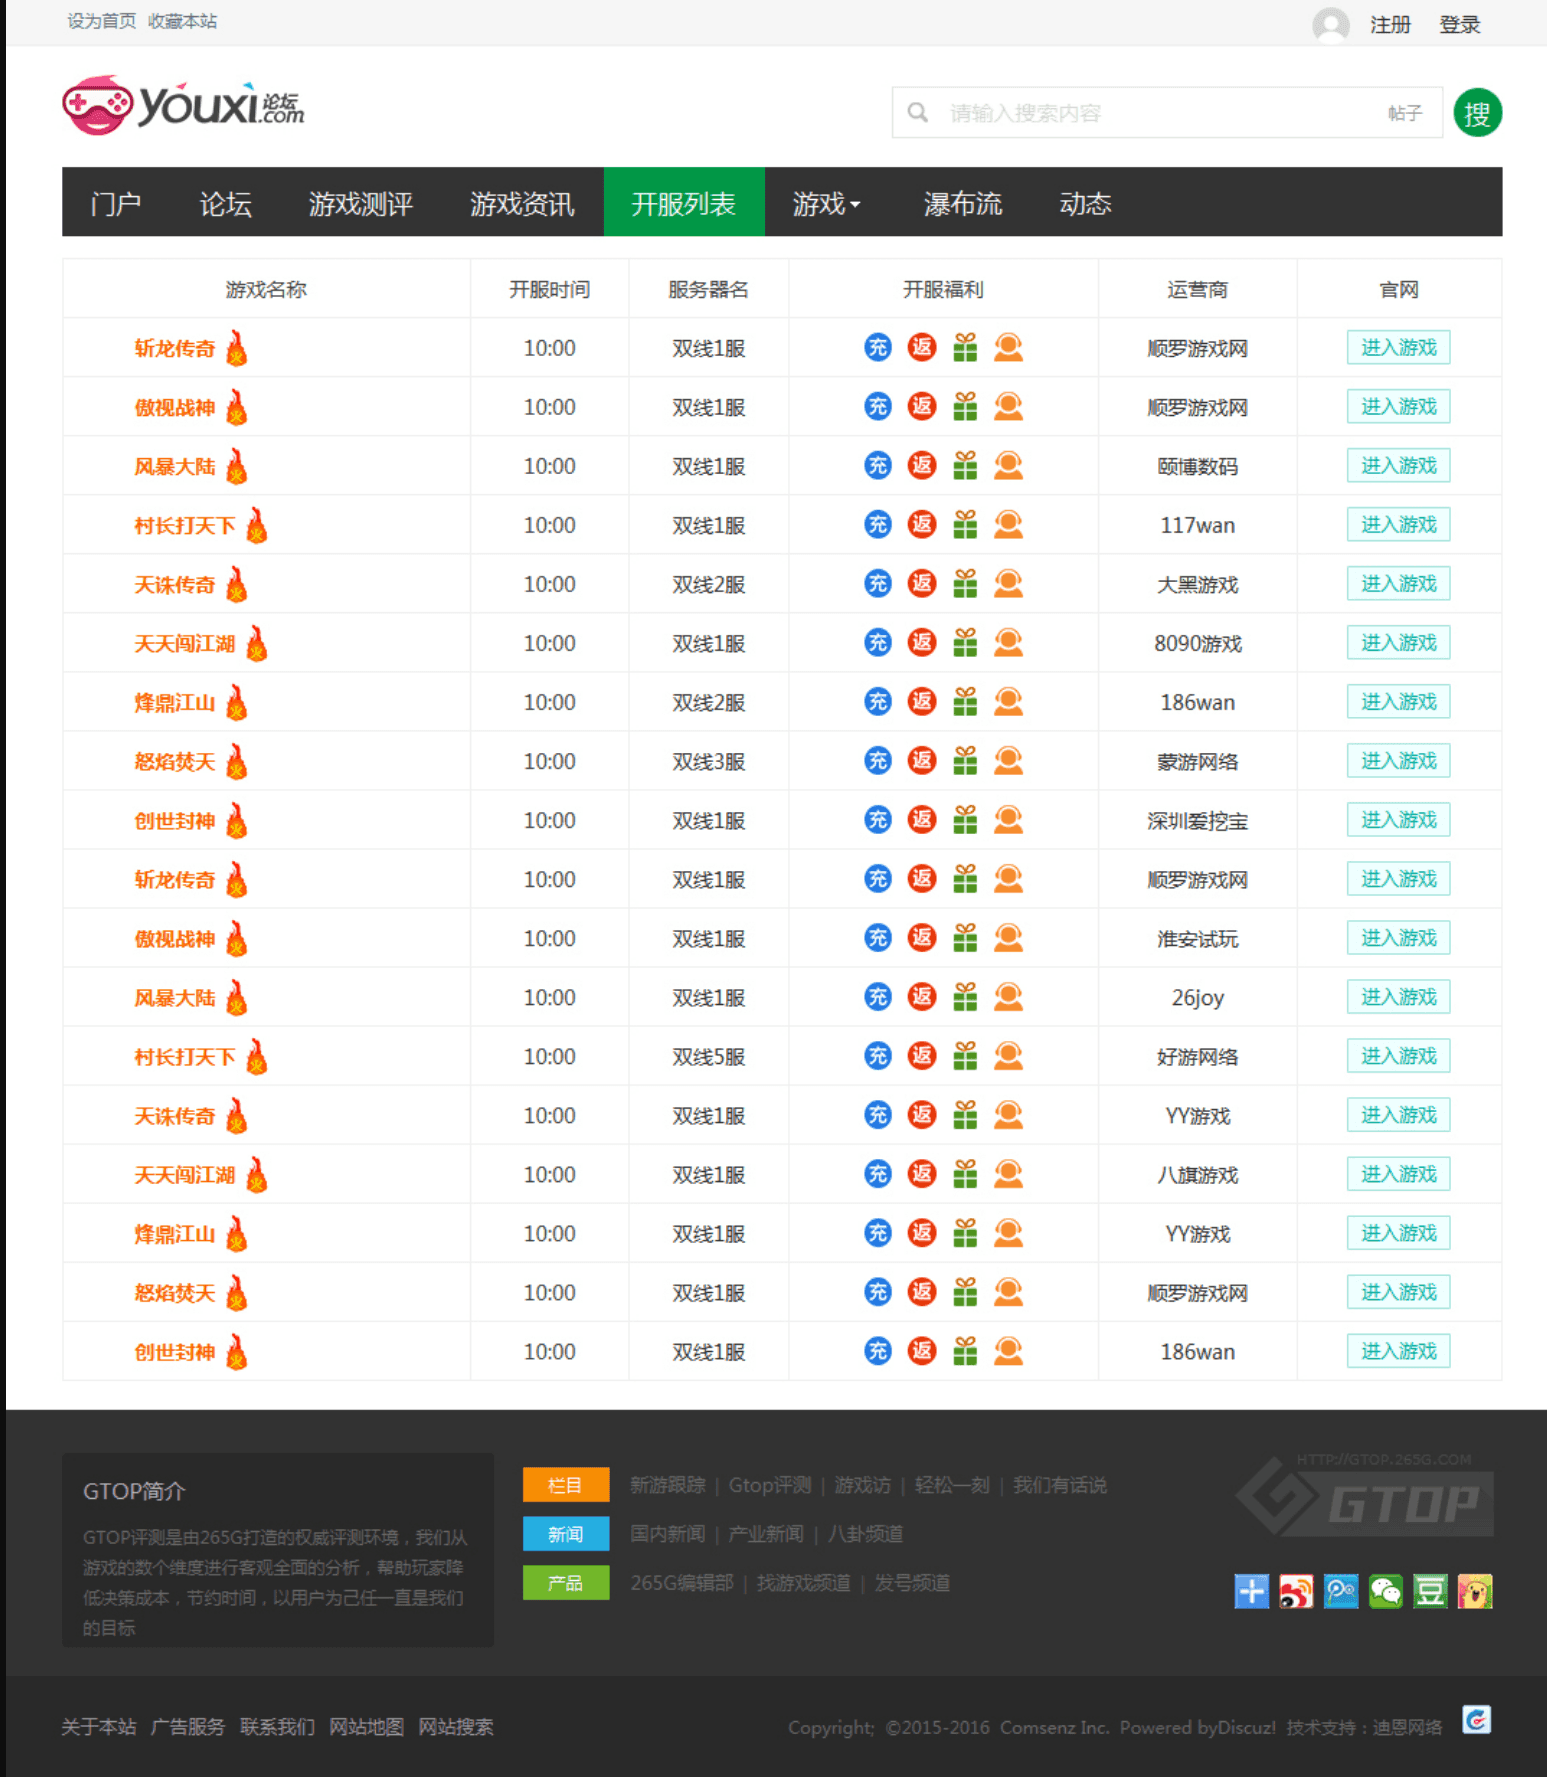 设为首页 收藏本站 注册 登录
youxi论坛.com
请输入搜索内容 帖子 搜
门户 论坛 游戏测评 游戏资讯 开服列表 游戏 瀑布流 动态
游戏名称 开服时间 服务器名 开服福利 运营商 官网
斩龙传奇 火 10:00 双线1服 充 返 顺罗游戏网 进入游戏
傲视战神 火 10:00 双线1服 充 返 顺罗游戏网 进入游戏
风暴大陆 火 10:00 双线1服 充 返 颐博数码 进入游戏
村长打天下 火 10:00 双线1服 充 返 117wan 进入游戏
天诛传奇 火 10:00 双线2服 充 返 大黑游戏 进入游戏
天天闯江湖 火 10:00 双线1服 充 返 8090游戏 进入游戏
烽鼎江山 火 10:00 双线2服 充 返 186wan 进入游戏
怒焰焚天 火 10:00 双线3服 充 返 蒙游网络 进入游戏
创世封神 火 10:00 双线1服 充 返 深圳爱挖宝 进入游戏
斩龙传奇 火 10:00 双线1服 充 返 顺罗游戏网 进入游戏
傲视战神 火 10:00 双线1服 充 返 淮安试玩 进入游戏
风暴大陆 火 10:00 双线1服 充 返 26joy 进入游戏
村长打天下 火 10:00 双线5服 充 返 好游网络 进入游戏
天诛传奇 火 10:00 双线1服 充 返 YY游戏 进入游戏
天天闯江湖 火 10:00 双线1服 充 返 八旗游戏 进入游戏
烽鼎江山 火 10:00 双线1服 充 返 YY游戏 进入游戏
怒焰焚天 火 10:00 双线1服 充 返 顺罗游戏网 进入游戏
创世封神 火 10:00 双线1服 充 返 186wan 进入游戏
GTOP简介
GTOP评测是由265G打造的权威评测环境，我们从
游戏的数个维度进行客观全面的分析，帮助玩家降
低决策成本，节约时间，以用户为己任一直是我们
的目标
栏目 新游跟踪 | Gtop评测 | 游戏访 | 轻松一刻 | 我们有话说
新闻 国内新闻 | 产业新闻 | 八卦频道
产品 265G编辑部 | 找游戏频道 | 发号频道
HTTP://GTOP.265G.COM
GTOP
豆
关于本站 广告服务 联系我们 网站地图 网站搜索
Copyright; ©2015-2016 Comsenz Inc. Powered byDiscuz! 技术支持：迪恩网络